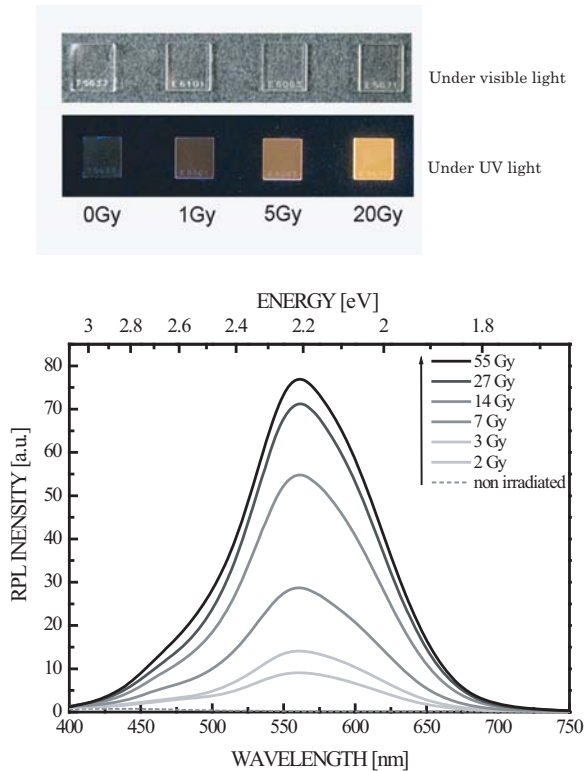 Under visible light
Under UV light
0Gy 1Gy 5Gy 20Gy
ENERGY [eV]
3 2.8 2.6 2.4 2.2 2 1.8
80
70
60
50
40
30
20
10
0
RPL INENSITY [a.u.]
55 Gy
27 Gy
14 Gy
7 Gy
3 Gy
2 Gy
non irradiated
400 450 500 550 600 650 700 750
WAVELENGTH [nm]